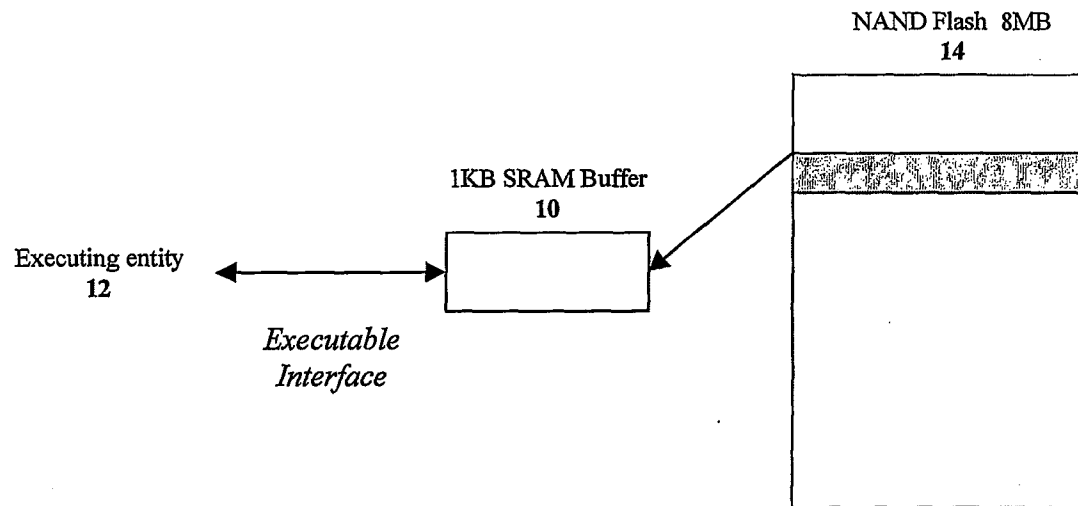 NAND Flash 8MB
14
1KB SRAM Buffer
10
Executing entity
12
Executable
Interface